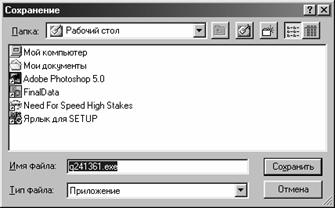 Сохранение
Папка: Рабочий стол
Мой компьютер
Мои документы
Adobe Photoshop 5.0
FinalData
Need For Speed High Stakes
Ярлык для SETUP
Имя файла: q241361.exe Сохранить
Тип файла: Приложение Отмена